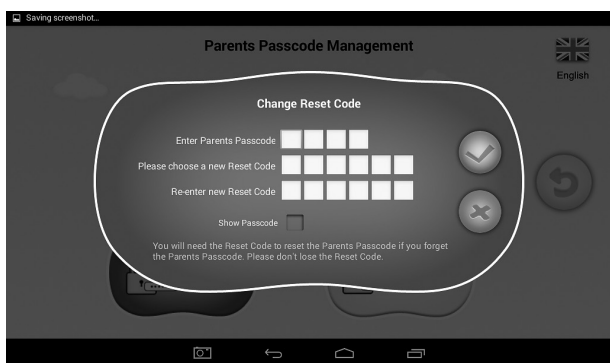 Saving screenshot...
Parents Passcode Management
English
Change Reset Code
Enter Parents Passcode
Please choose a new Reset Code
Re-enter new Reset Code
Show Passcode
You will need the Reset Code to reset the Parents Passcode if you forget
the Parents Passcode. Please don't lose the Reset Code.